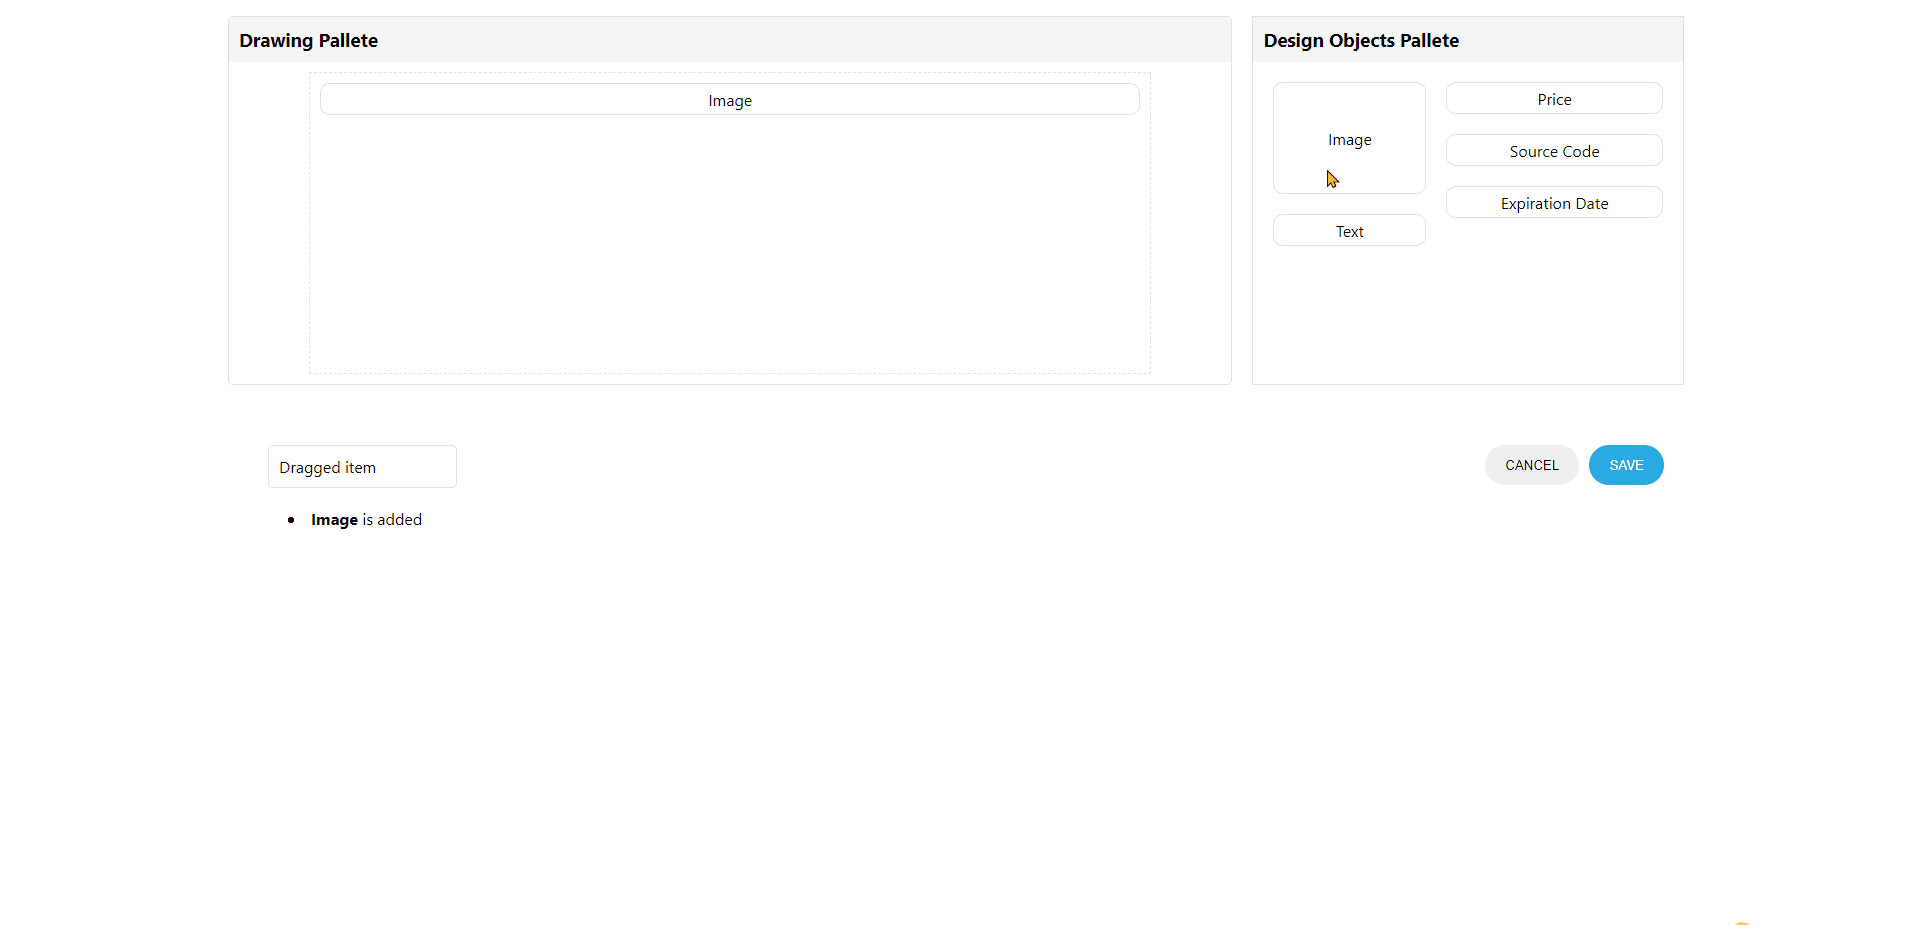 Drawing Pallete
Image
Design Objects Pallete
Image
Text
Price
Source Code
Expiration Date
Dragged item
CANCEL
SAVE
Image is added